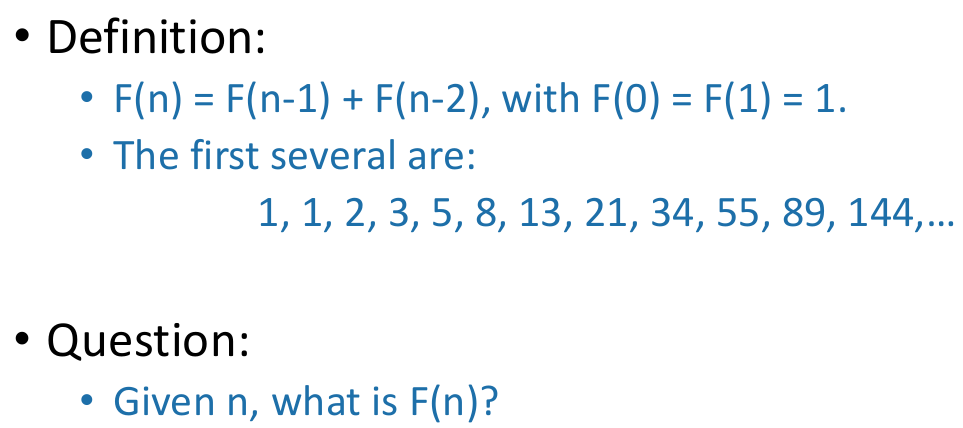 • Definition:
• F(n) = F(n-1) + F(n-2), with F(0) = F(1) = 1.
• The first several are:
1, 1, 2, 3, 5, 8, 13, 21, 34, 55, 89, 144,…
• Question:
• Given n, what is F(n)?